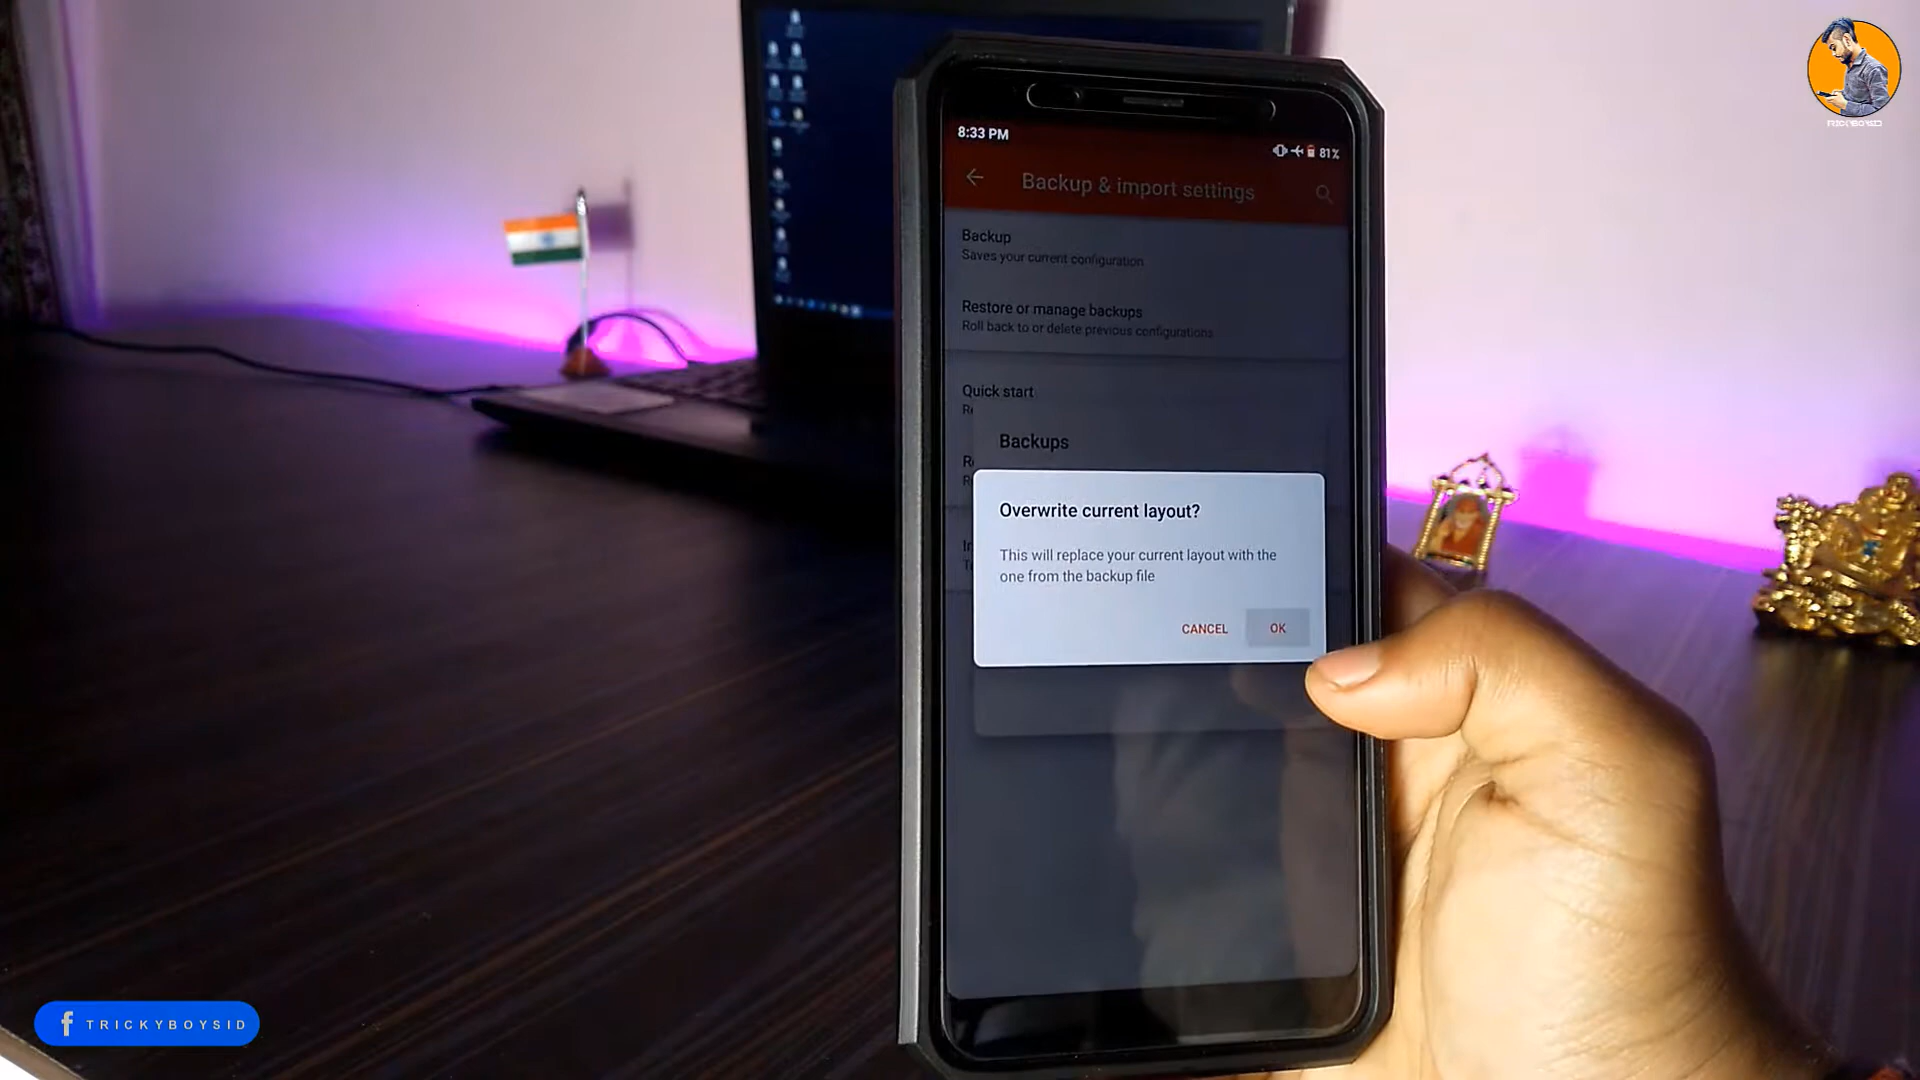 8:33 PM
81%
Backup & import settings
Backup
Saves your current configuration
Restore or manage backups
Roll back to or delete previous configurations
Quick start
Backups
Overwrite current layout?
This will replace your current layout with the
one from the backup file
CANCEL
OK
TRICKYBOYSID
f TRICKYBOYSID